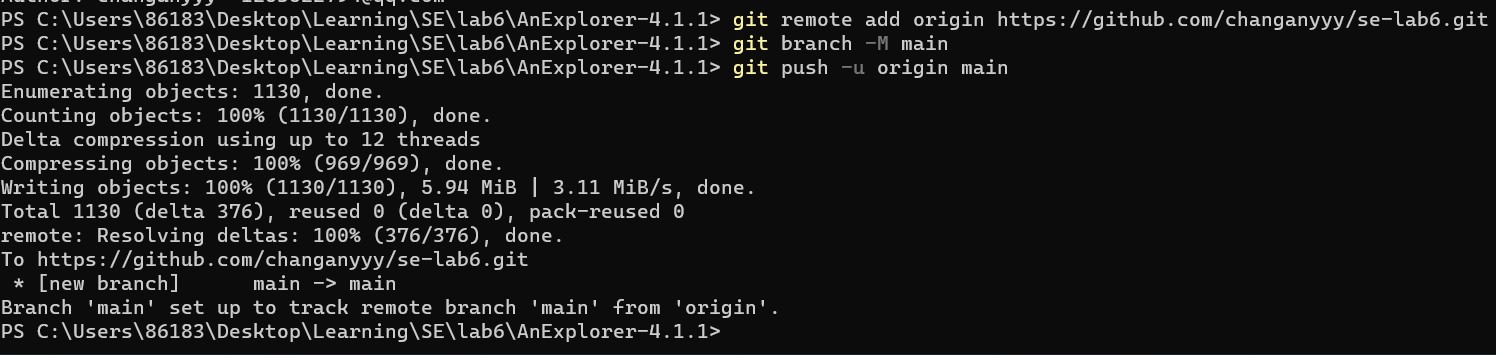 PS C:\Users\86183\Desktop\Learning\SE\lab6\AnExplorer-4.1.1> git remote add origin https://github.com/changanyyy/se-lab6.git
PS C:\Users\86183\Desktop\Learning\SE\lab6\AnExplorer-4.1.1> git branch -M main
PS C:\Users\86183\Desktop\Learning\SE\lab6\AnExplorer-4.1.1> git push -u origin main
Enumerating objects: 1130, done.
Counting objects: 100% (1130/1130), done.
Delta compression using up to 12 threads
Compressing objects: 100% (969/969), done.
Writing objects: 100% (1130/1130), 5.94 MiB | 3.11 MiB/s, done.
Total 1130 (delta 376), reused 0 (delta 0), pack-reused 0
remote: Resolving deltas: 100% (376/376), done.
To https://github.com/changanyyy/se-lab6.git
 * [new branch]      main -> main
Branch 'main' set up to track remote branch 'main' from 'origin'.
PS C:\Users\86183\Desktop\Learning\SE\lab6\AnExplorer-4.1.1>